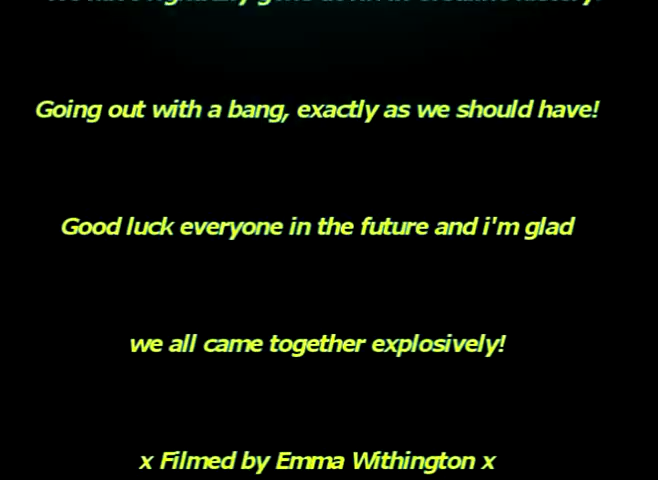 Going out with a bang, exactly as we should have!
Good luck everyone in the future and i'm glad
we all came together explosively!
x Filmed by Emma Withington x